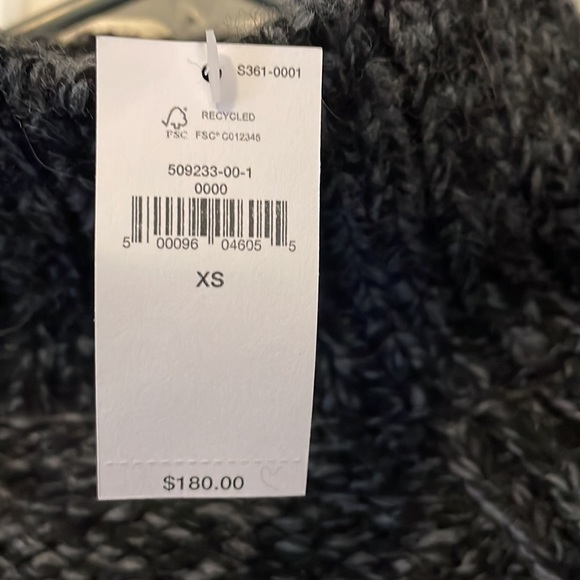 S361-0001
RECYCLED
FSC FSC® C012345
509233-00-1
0000
5 00096 04605 5
XS
$180.00